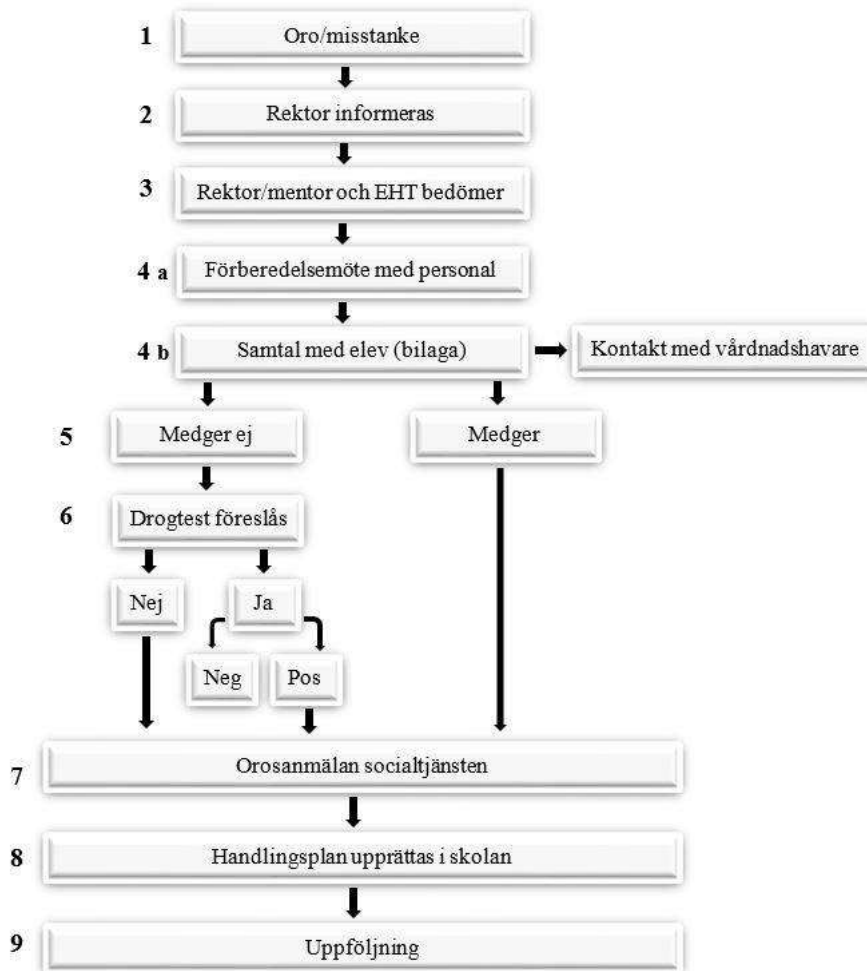 1 Oro/misstanke
2 Rektor informeras
3 Rektor/mentor och EHT bedömer
4 a Förberedelsemöte med personal
4 b Samtal med elev (bilaga) Kontakt med vårdnadshavare
5 Medger ej Medger
6 Drogtest föreslås
Nej Ja
Neg Pos
7 Orosanmälan socialtjänsten
8 Handlingsplan upprättas i skolan
9 Uppföljning